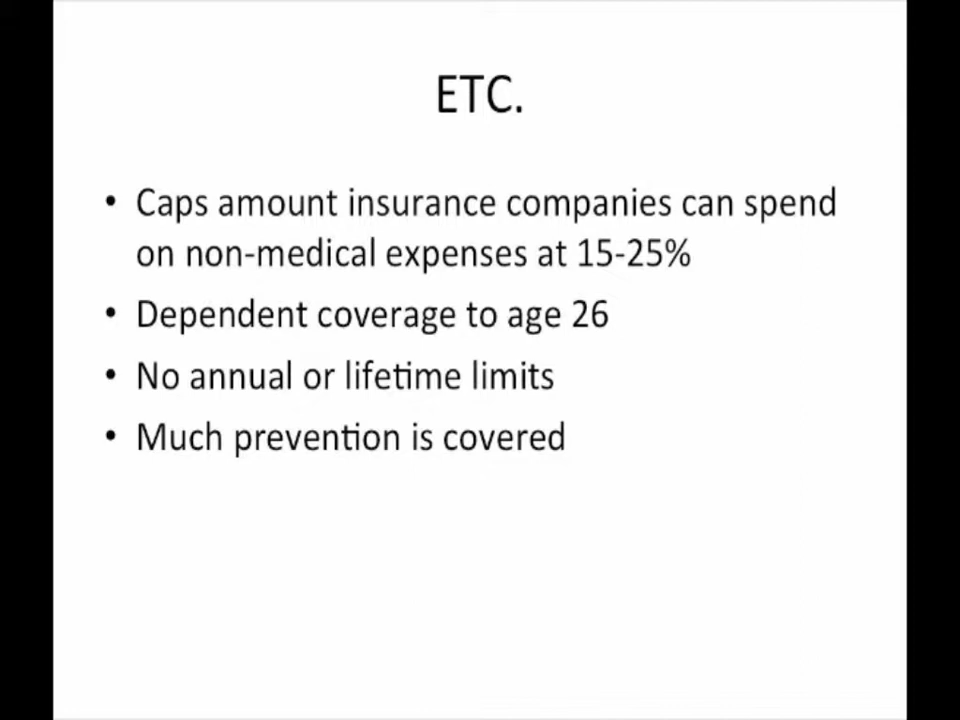 ETC.
• Caps amount insurance companies can spend
on non-medical expenses at 15-25%
• Dependent coverage to age 26
• No annual or lifetime limits
• Much prevention is covered